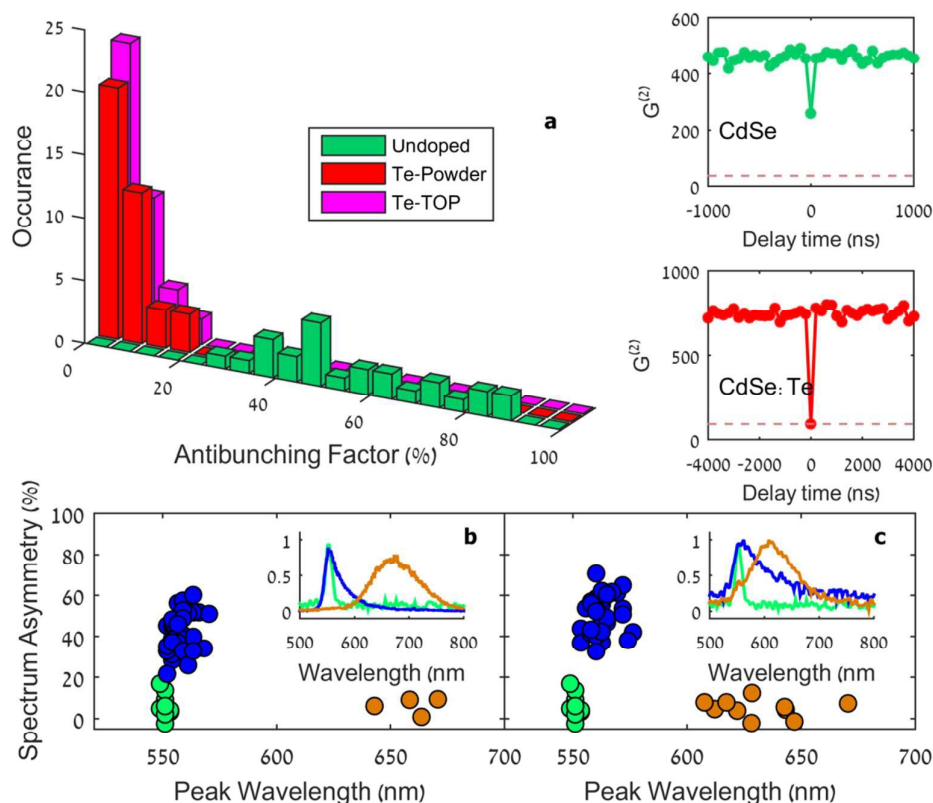 25
20
15
10
5
0
Occurance
0
20
40
60
80
100
Antibunching Factor (%)
Undoped
Te-Powder
Te-TOP
a
600
400
200
0
G(2)
CdSe
-1000
0
1000
Delay time (ns)
1000
500
0
G(2)
CdSe:Te
-4000
-2000
0
2000
4000
Delay time (ns)
100
80
60
40
20
0
Spectrum Asymmetry (%)
b
1
0.5
0
500
600
700
800
Wavelength (nm
550
600
650
700
Peak Wavelength (nm)
c
1
0.5
0
500
600
700
800
Wavelength (nm
550
600
650
700
Peak Wavelength (nm)